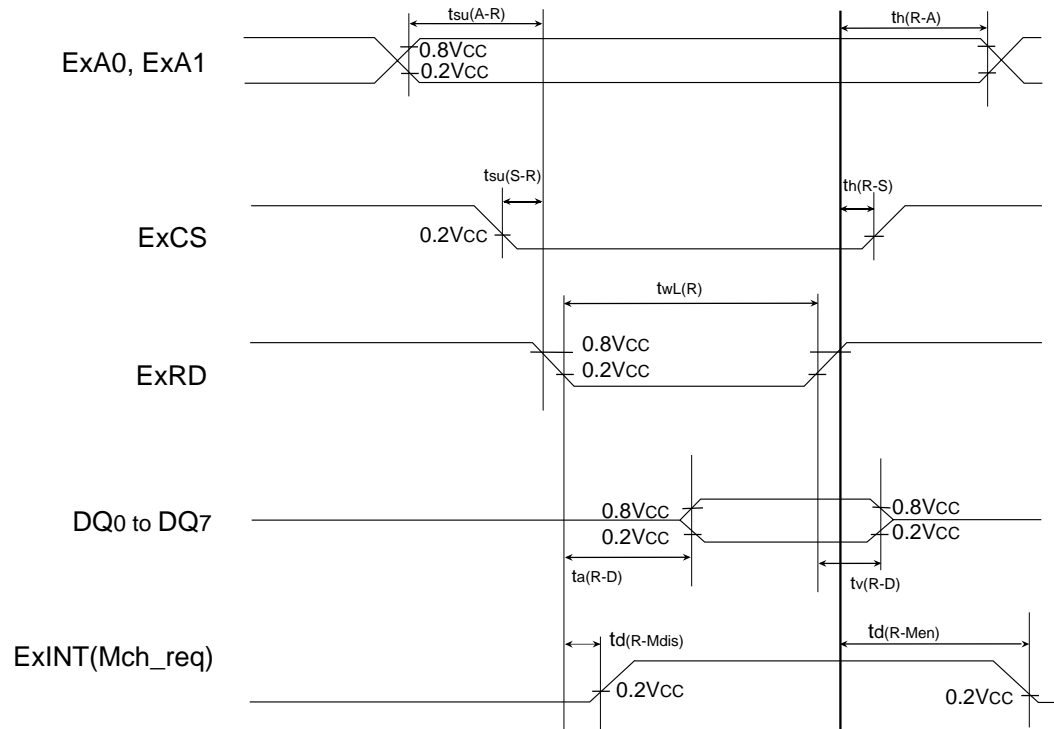 tsu(A-R)
th(R-A)
ExA0, ExA1
0.8VCC
0.2VCC
tsu(S-R)
th(R-S)
ExCS
0.2VCC
twL(R)
ExRD
0.8VCC
0.2VCC
DQ0 to DQ7
0.8VCC
0.2VCC
0.8VCC
0.2VCC
ta(R-D)
tv(R-D)
ExINT(Mch_req)
td(R-Mdis)
td(R-Men)
0.2VCC
0.2VCC